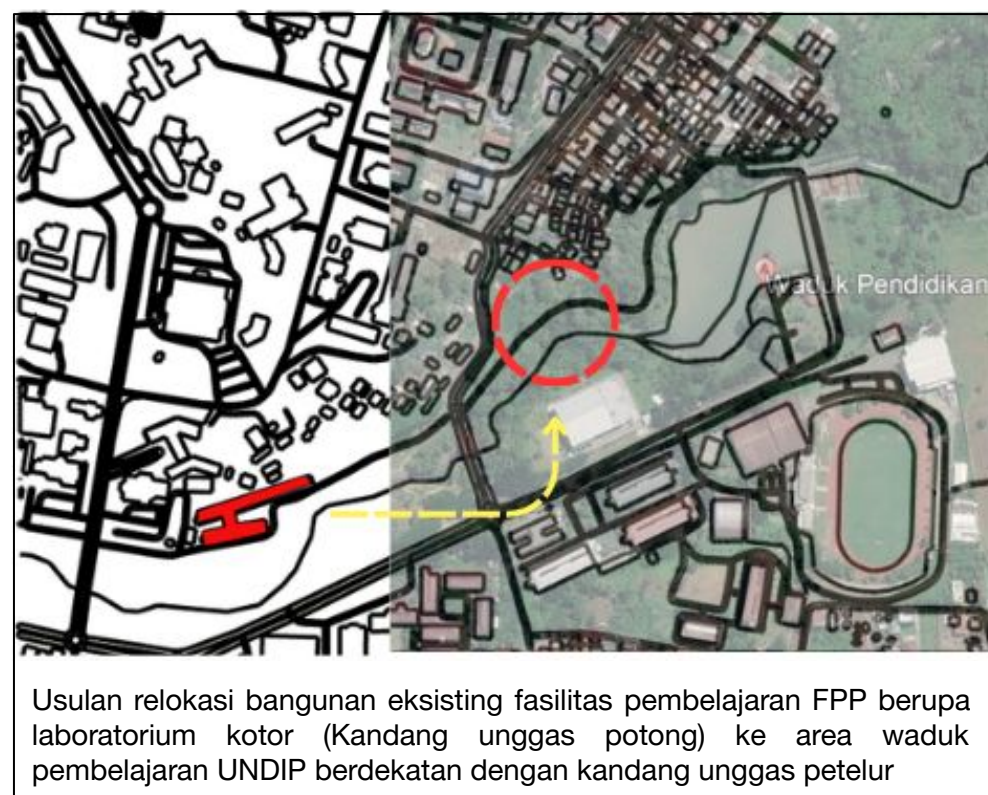 Waduk Pendidikan
Usulan relokasi bangunan eksisting fasilitas pembelajaran FPP berupa
laboratorium kotor (Kandang unggas potong) ke area waduk
pembelajaran UNDIP berdekatan dengan kandang unggas petelur